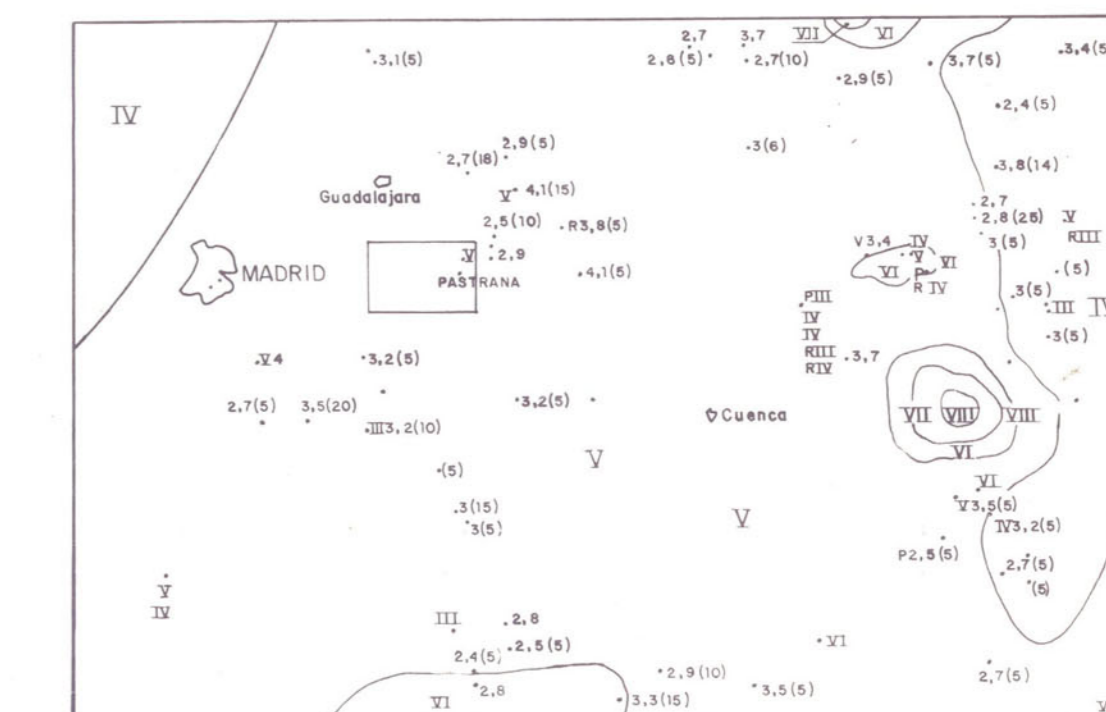 VII
VI
2,7
3,7
3,4(5
3,1(5)
2,8(5)
2,7(10)
3,7(5)
2,9(5)
IV
2,4(5)
2,9(5)
3(6)
2,7(18)
3,8(14)
Guadalajara
V 4,1(15)
2,7
2,5(10)
R3,8(5)
2,8(25)
V
RIII
V 3,4
IV
3(5)
V
2,9
V
VI
VI
MADRID
PASTRANA
4,1(5)
P
(5)
R IV
PIII
3(5)
IV
III
IV
3(5)
RIII
3,7
V4
3,2(5)
RIV
2,7(5)
3,5(20)
3,2(5)
Cuenca
VII
VIII
VIII
III3,2(10)
VI
V
(5)
VI
V3,5(5)
3(15)
V
IV3,2(5)
3(5)
P2,5(5)
2,7(5)
V
(5)
IV
III
2,8
VI
2,5(5)
2,4(5)
2,9(10)
2,7(5)
2,8
3,5(5)
VI
3,3(15)